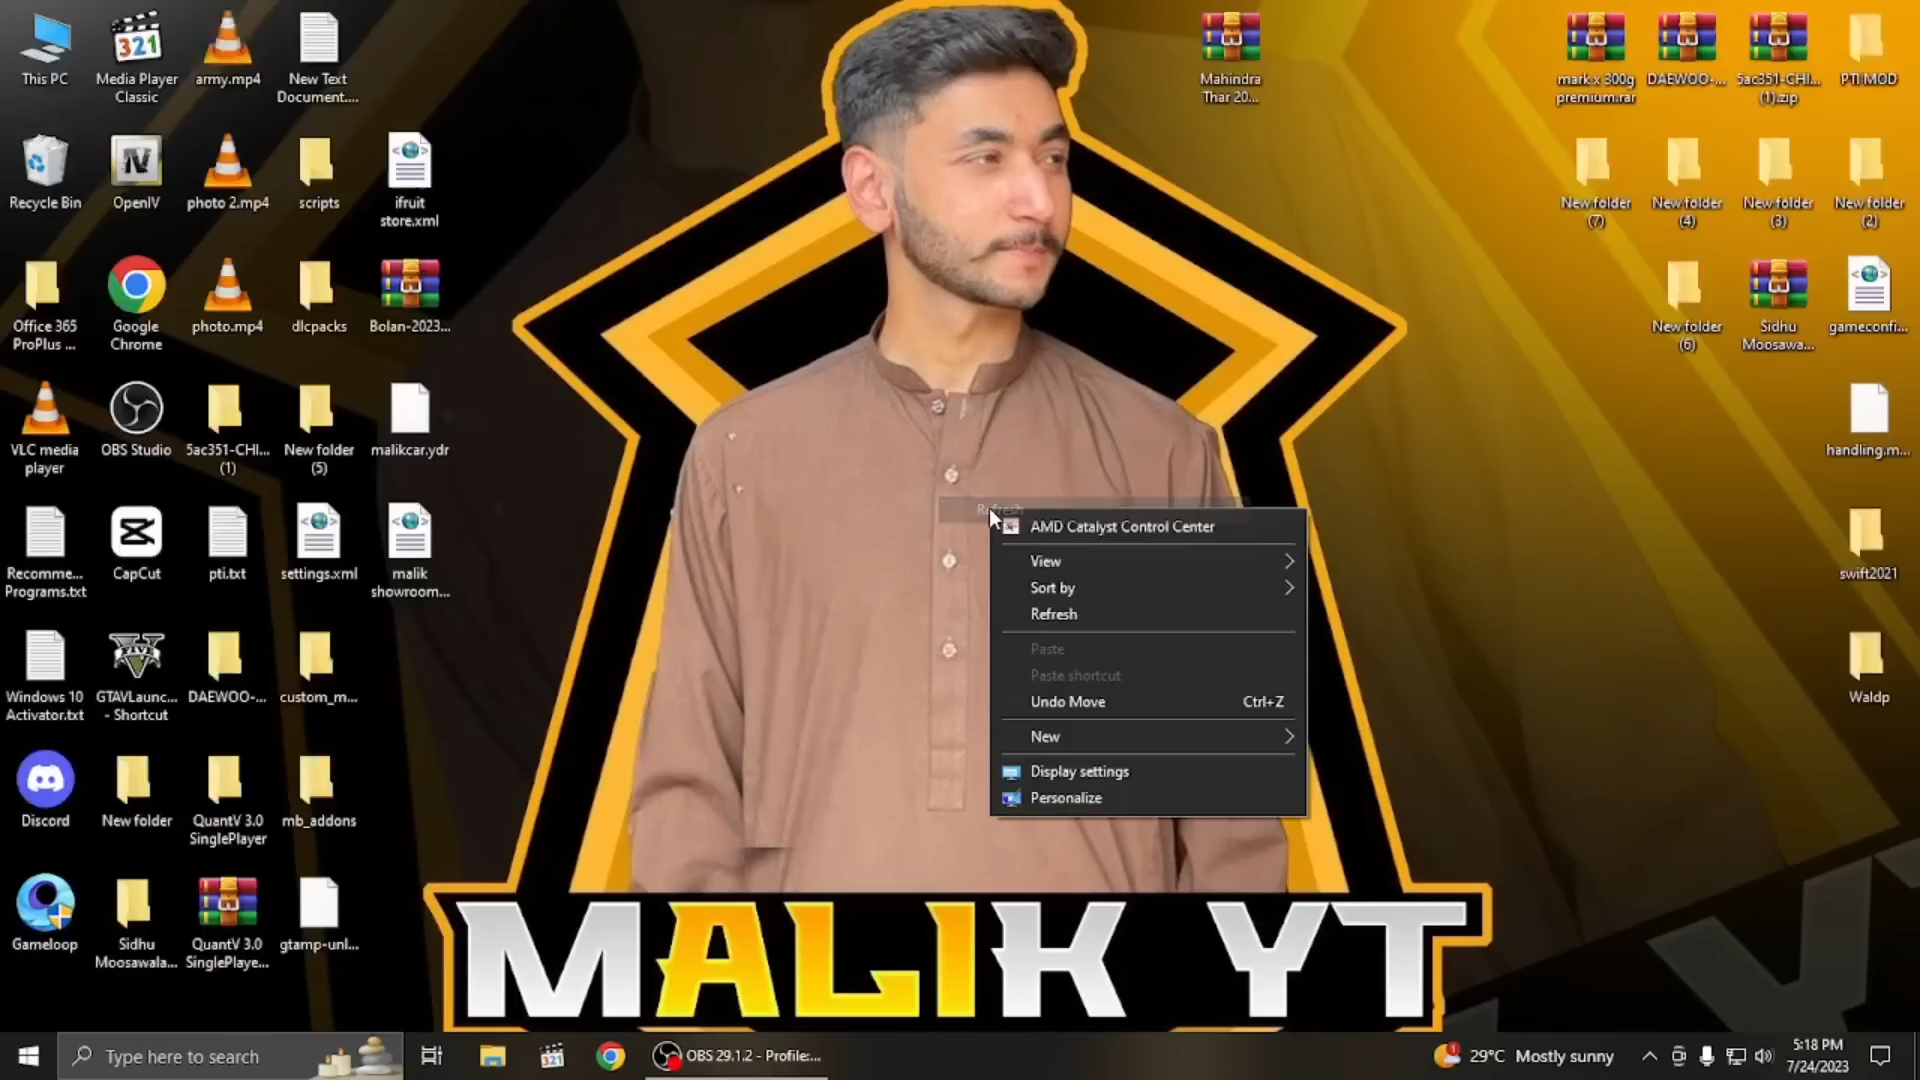 This PC
Media Player
Classic
army.mp4
New Text
Document....
Mahindra
Thar 20...
mark x 300g
premium.rar
DAEWOO-...
5ac351-CHI...
(1).zip
PTI MOD
Recycle Bin
OpenIV
photo 2.mp4
scripts
ifruit
store.xml
New folder
(7)
New folder
(4)
New folder
(3)
New folder
(2)
Office 365
ProPlus ...
Google
Chrome
photo.mp4
dlcpacks
Bolan-2023...
New folder
(6)
Sidhu
Moosawa...
gameconfi...
VLC media
player
OBS Studio
5ac351-CHI...
(1)
New folder
(5)
malikcar.ydr
handling.m...
Recomme...
Programs.txt
CapCut
pti.txt
settings.xml
malik
showroom...
swift2021
Windows 10
Activator.txt
GTAVLaunc...
- Shortcut
DAEWOO-...
custom_m...
Waldp
Discord
New folder
QuantV 3.0
SinglePlayer
mb_addons
Gameloop
Sidhu
Moosawala...
QuantV 3.0
SinglePlaye...
gtamp-unl...
Refresh
AMD Catalyst Control Center
View
Sort by
Refresh
Paste
Paste shortcut
Undo Move Ctrl+Z
New
Display settings
Personalize
MALIK YT
Type here to search
OBS 29.1.2 - Profile:...
29°C Mostly sunny
5:18 PM
7/24/2023
321
321
1